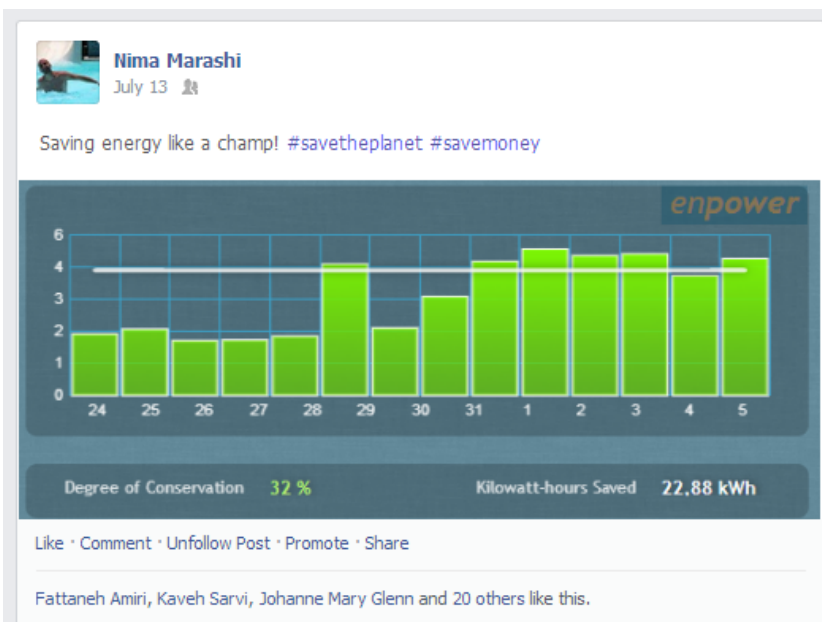 Nima Marashi
July 13
Saving energy like a champ! #savetheplanet #savemoney
enpower
6
4
3
2
1
0
24 25 26 27 28 29 30 31 1 2 3 4 5
Degree of Conservation 32 % Kilowatt-hours Saved 22,88 kWh
Like · Comment · Unfollow Post · Promote · Share
Fattaneh Amiri, Kaveh Sarvi, Johanne Mary Glenn and 20 others like this.